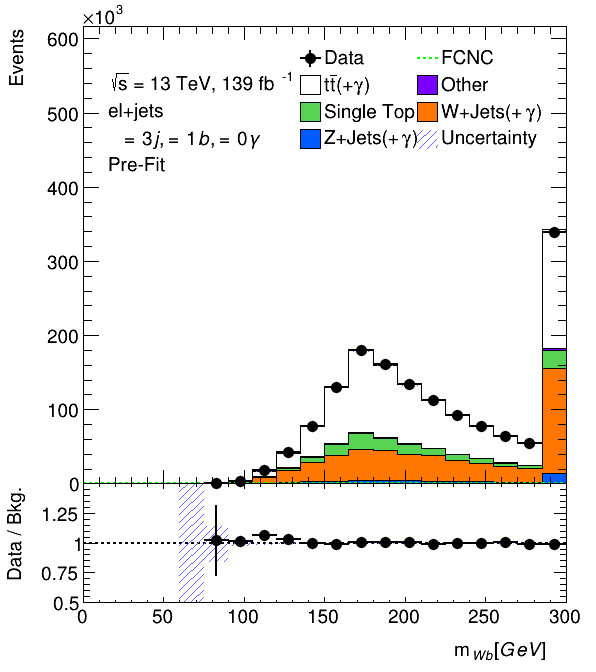 ×10³
Events
600
500
400
300
200
100
0
√s = 13 TeV, 139 fb⁻¹
el+jets
= 3j, = 1b, = 0γ
Pre-Fit
Data
FCNC
tt̄(+γ)
Other
Single Top
W+Jets(+γ)
Z+Jets(+γ)
Uncertainty
Data / Bkg.
1.25
1
0.75
0.5
0 50 100 150 200 250 300
m_Wb[GeV]